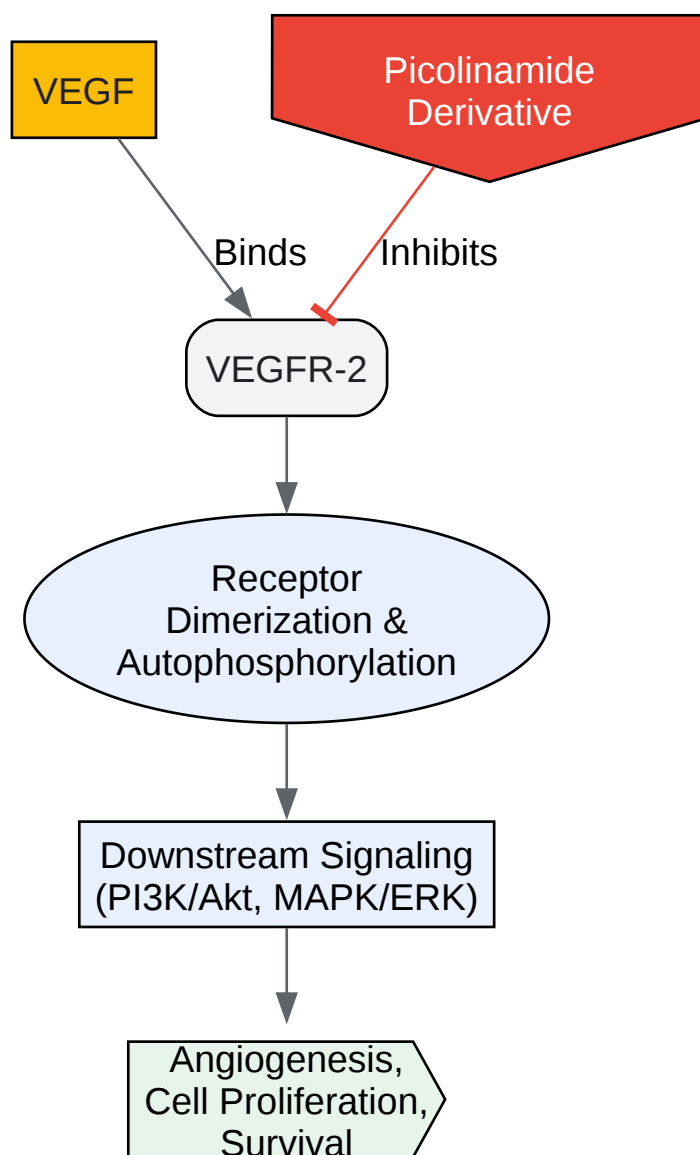 VEGF
Picolinamide
Derivative
Binds
Inhibits
VEGFR-2
Receptor
Dimerization &
Autophosphorylation
Downstream Signaling
(PI3K/Akt, MAPK/ERK)
Angiogenesis,
Cell Proliferation,
Survival